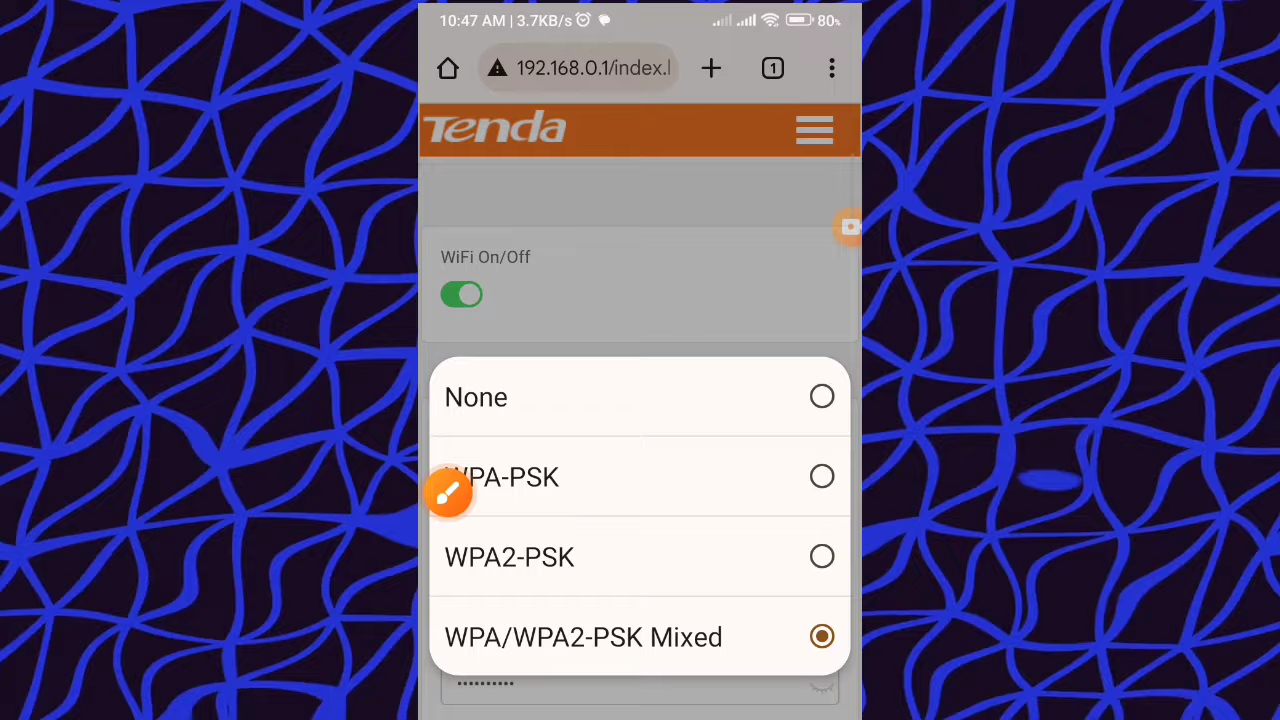 10:47 AM | 3.7KB/s
80%
192.168.0.1/index.
1
Tenda
WiFi On/Off
None
WPA-PSK
WPA2-PSK
WPA/WPA2-PSK Mixed
••••••••••